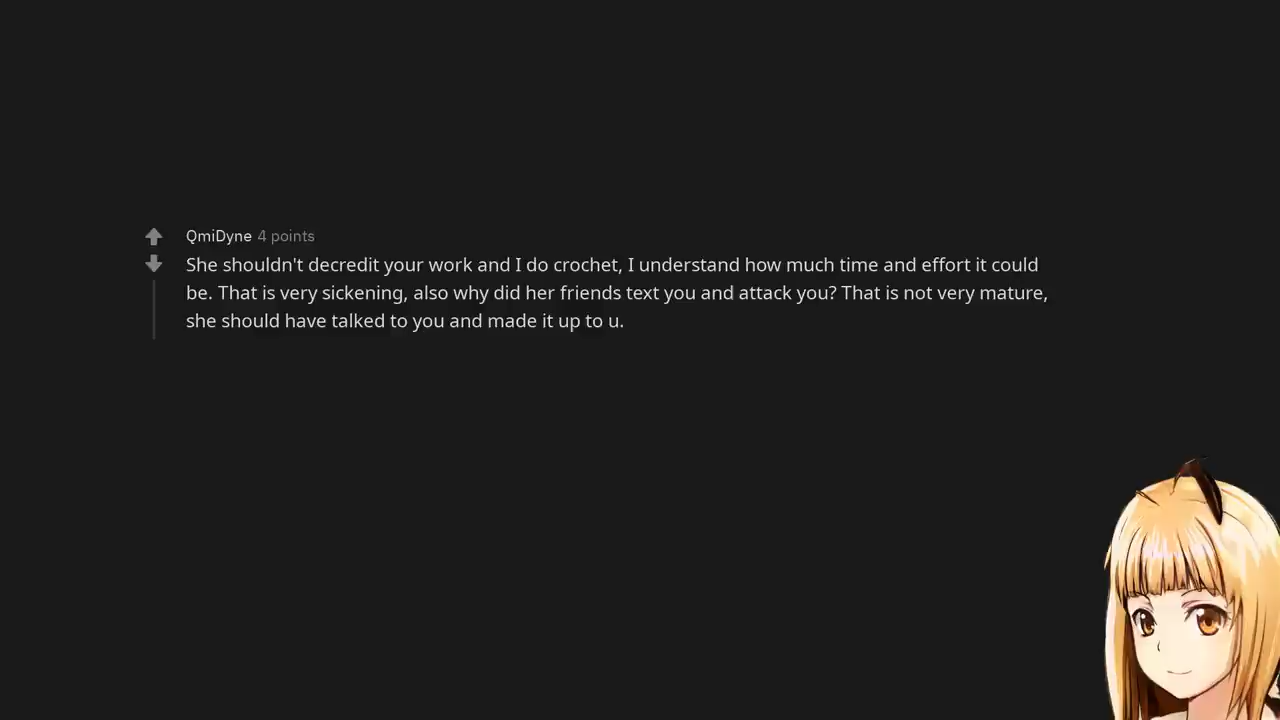 QmiDyne 4 points
She shouldn't decredit your work and I do crochet, I understand how much time and effort it could
be. That is very sickening, also why did her friends text you and attack you? That is not very mature,
she should have talked to you and made it up to u.